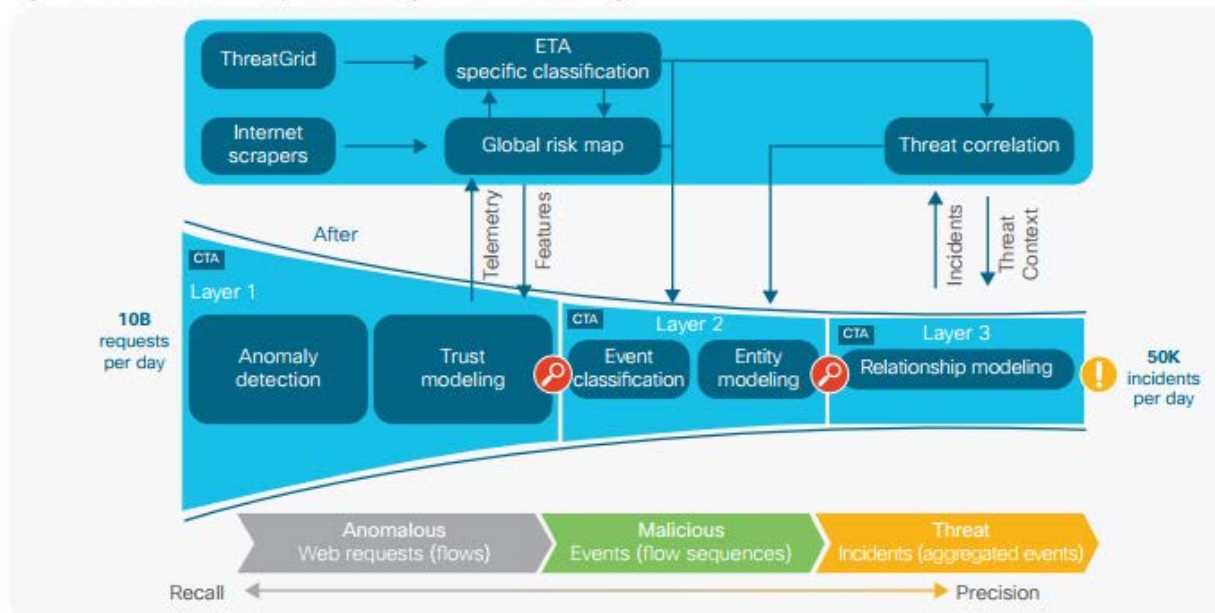 ThreatGrid
ETA
specific classification
Internet
scrapers
Global risk map
Threat correlation
After
Telemetry
Features
Incidents
Threat
Context
CTA
Layer 1
10B
requests
per day
Anomaly
detection
Trust
modeling
CTA
Layer 2
Event
classification
Entity
modeling
CTA
Layer 3
Relationship modeling
50K
incidents
per day
Anomalous
Web requests (flows)
Malicious
Events (flow sequences)
Threat
Incidents (aggregated events)
Recall
Precision